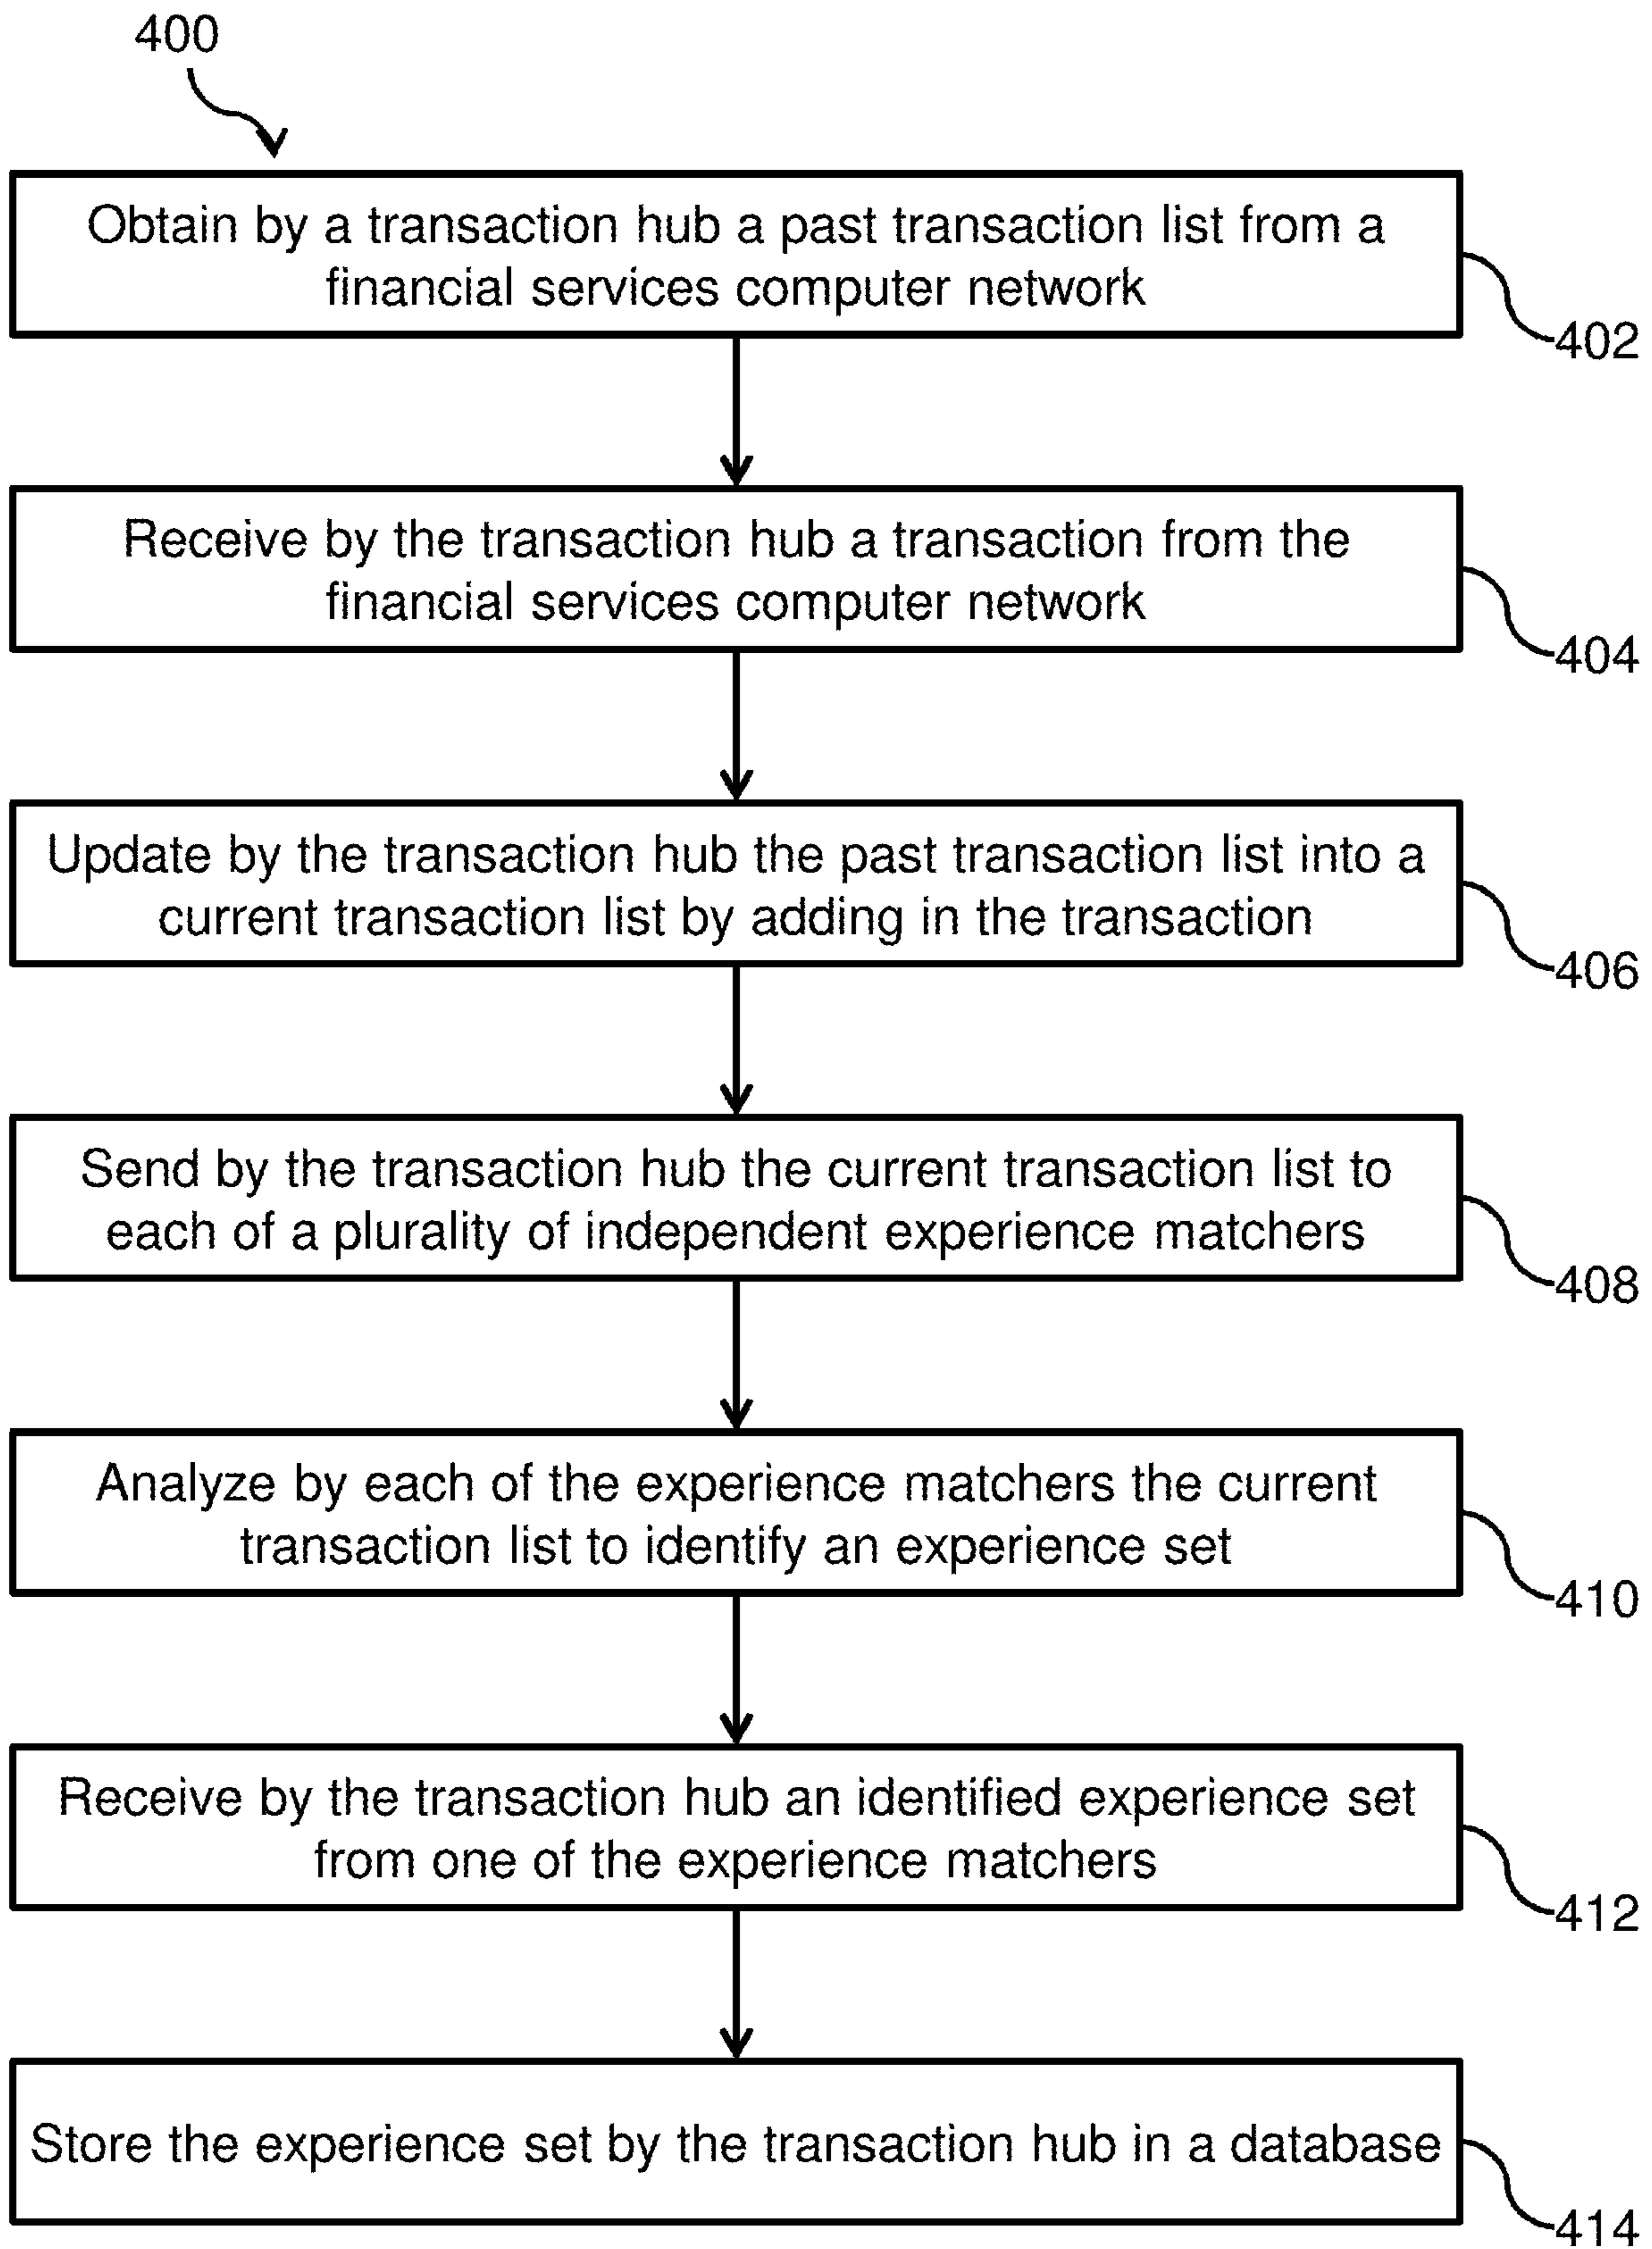 400
Obtain by a transaction hub a past transaction list from a
financial services computer network
402
Receive by the transaction hub a transaction from the
financial services computer network
404
Update by the transaction hub the past transaction list into a
current transaction list by adding in the transaction
406
Send by the transaction hub the current transaction list to
each of a plurality of independent experience matchers
408
Analyze by each of the experience matchers the current
transaction list to identify an experience set
410
Receive by the transaction hub an identified experience set
from one of the experience matchers
412
Store the experience set by the transaction hub in a database
414